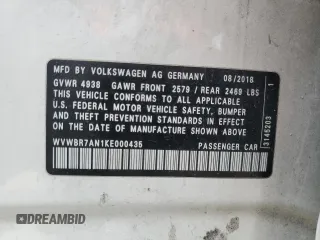 MFD BY VOLKSWAGEN AG GERMANY 08/2018
GVWR 4938 GAWR FRONT 2579 / REAR 2469 LBS
THIS VEHICLE CONFORMS TO ALL APPLICABLE
U.S. FEDERAL MOTOR VEHICLE SAFETY, BUMPER,
AND THEFT PREVENTION STANDARDS IN EFFECT ON
THE DATE OF MANUFACTURE SHOWN ABOVE.
WVWBR7AN1KE000435 PASSENGER CAR
3145203 1
DREAMBID